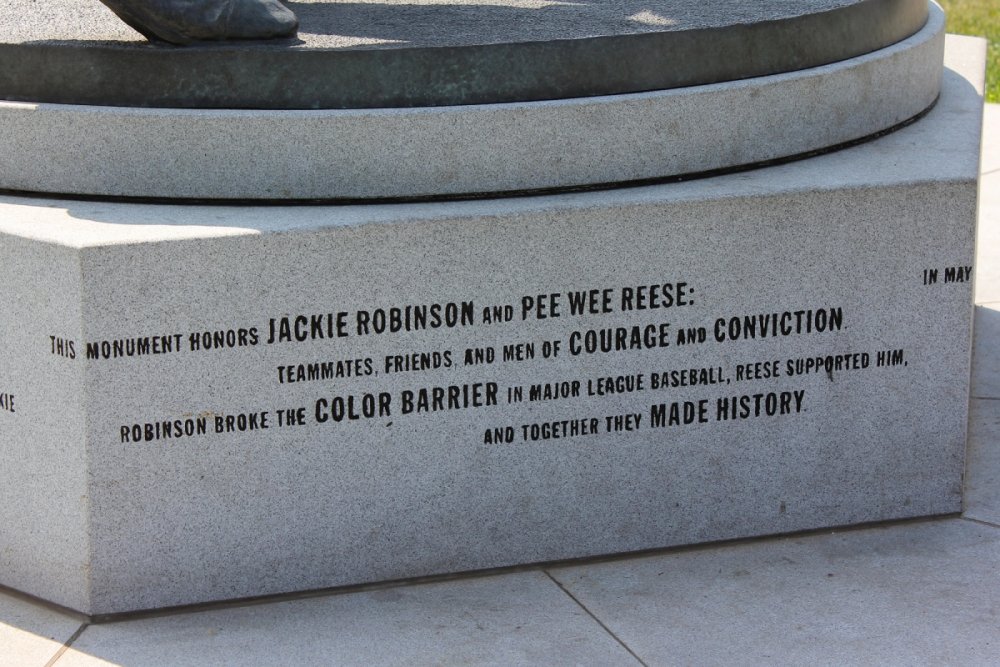 THIS MONUMENT HONORS JACKIE ROBINSON AND PEE WEE REESE:
TEAMMATES, FRIENDS, AND MEN OF COURAGE AND CONVICTION.
ROBINSON BROKE THE COLOR BARRIER IN MAJOR LEAGUE BASEBALL, REESE SUPPORTED HIM,
AND TOGETHER THEY MADE HISTORY.
IN MAY
KIE